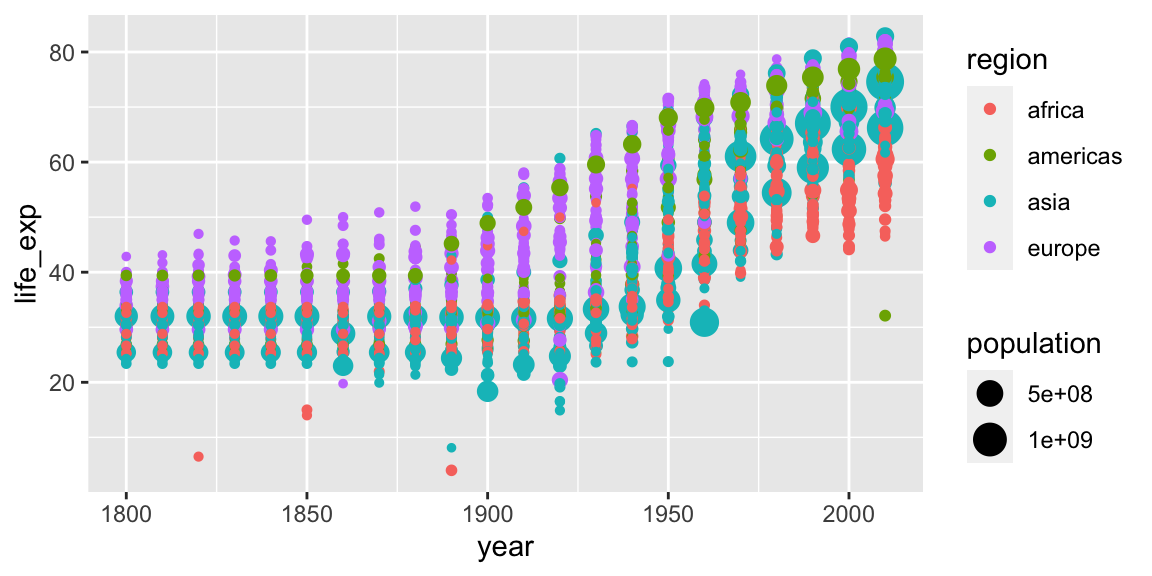 80
60
40
20
life_exp
1800 1850 1900 1950 2000
year
region
africa
americas
asia
europe
population
5e+08
1e+09